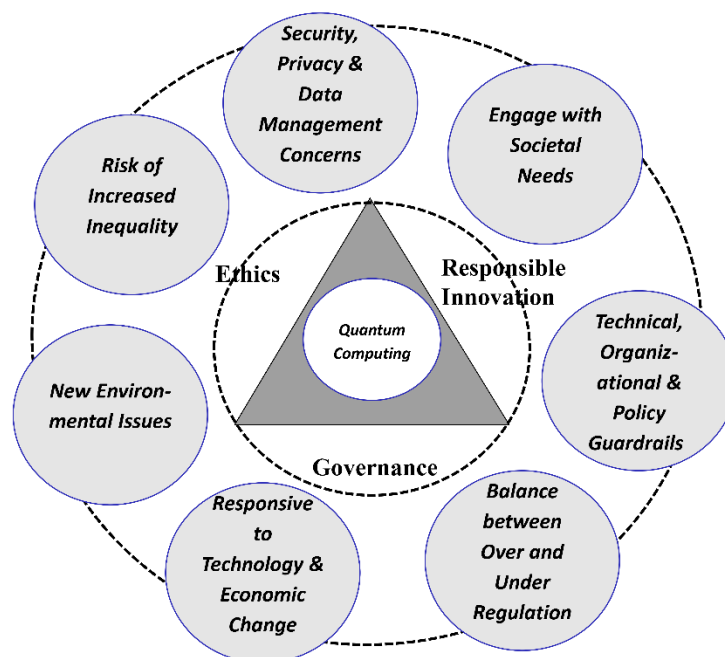 Security,
Privacy &
Data
Management
Concerns
Engage with
Societal
Needs
Risk of
Increased
Inequality
Ethics
Responsible
Innovation
Quantum
Computing
Technical,
Organiz-
ational &
Policy
Guardrails
New Environ-
mental Issues
Governance
Responsive
to
Technology &
Economic
Change
Balance
between
Over and
Under
Regulation